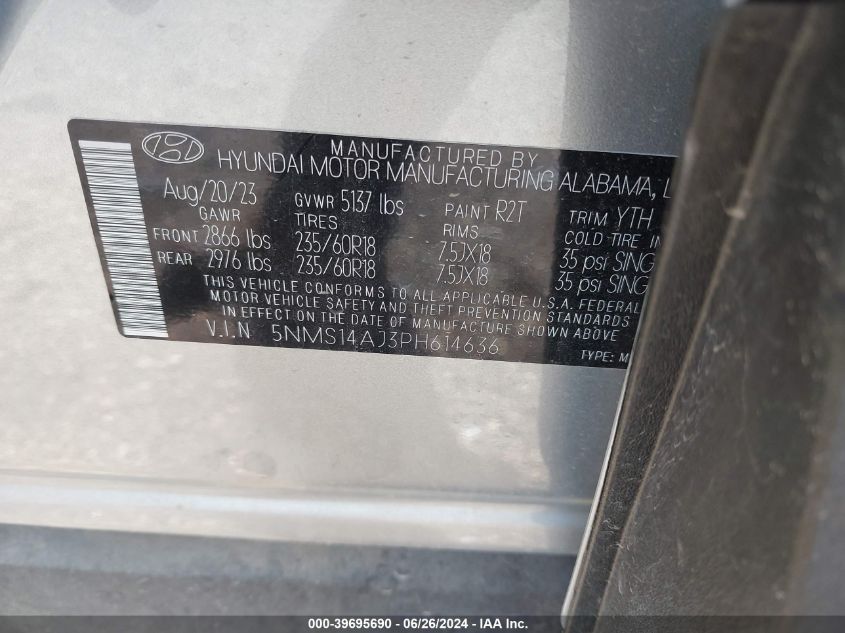 MANUFACTURED BY
HYUNDAI MOTOR MANUFACTURING ALABAMA, L
Aug/20/23 GVWR 5137 lbs PAINT R2T TRIM YTH
GAWR TIRES RIMS COLD TIRE IN
FRONT 2866 lbs 235/60R18 7.5JX18 35 psi SING
REAR 2976 lbs 235/60R18 7.5JX18 35 psi SING
THIS VEHICLE CONFORMS TO ALL APPLICABLE U.S.A. FEDERAL
MOTOR VEHICLE SAFETY AND THEFT PREVENTION STANDARDS
IN EFFECT ON THE DATE OF MANUFACTURE SHOWN ABOVE.
V.I.N 5NMS14AJ3PH614636 TYPE: M
000-39695690 - 06/26/2024 - IAA Inc.